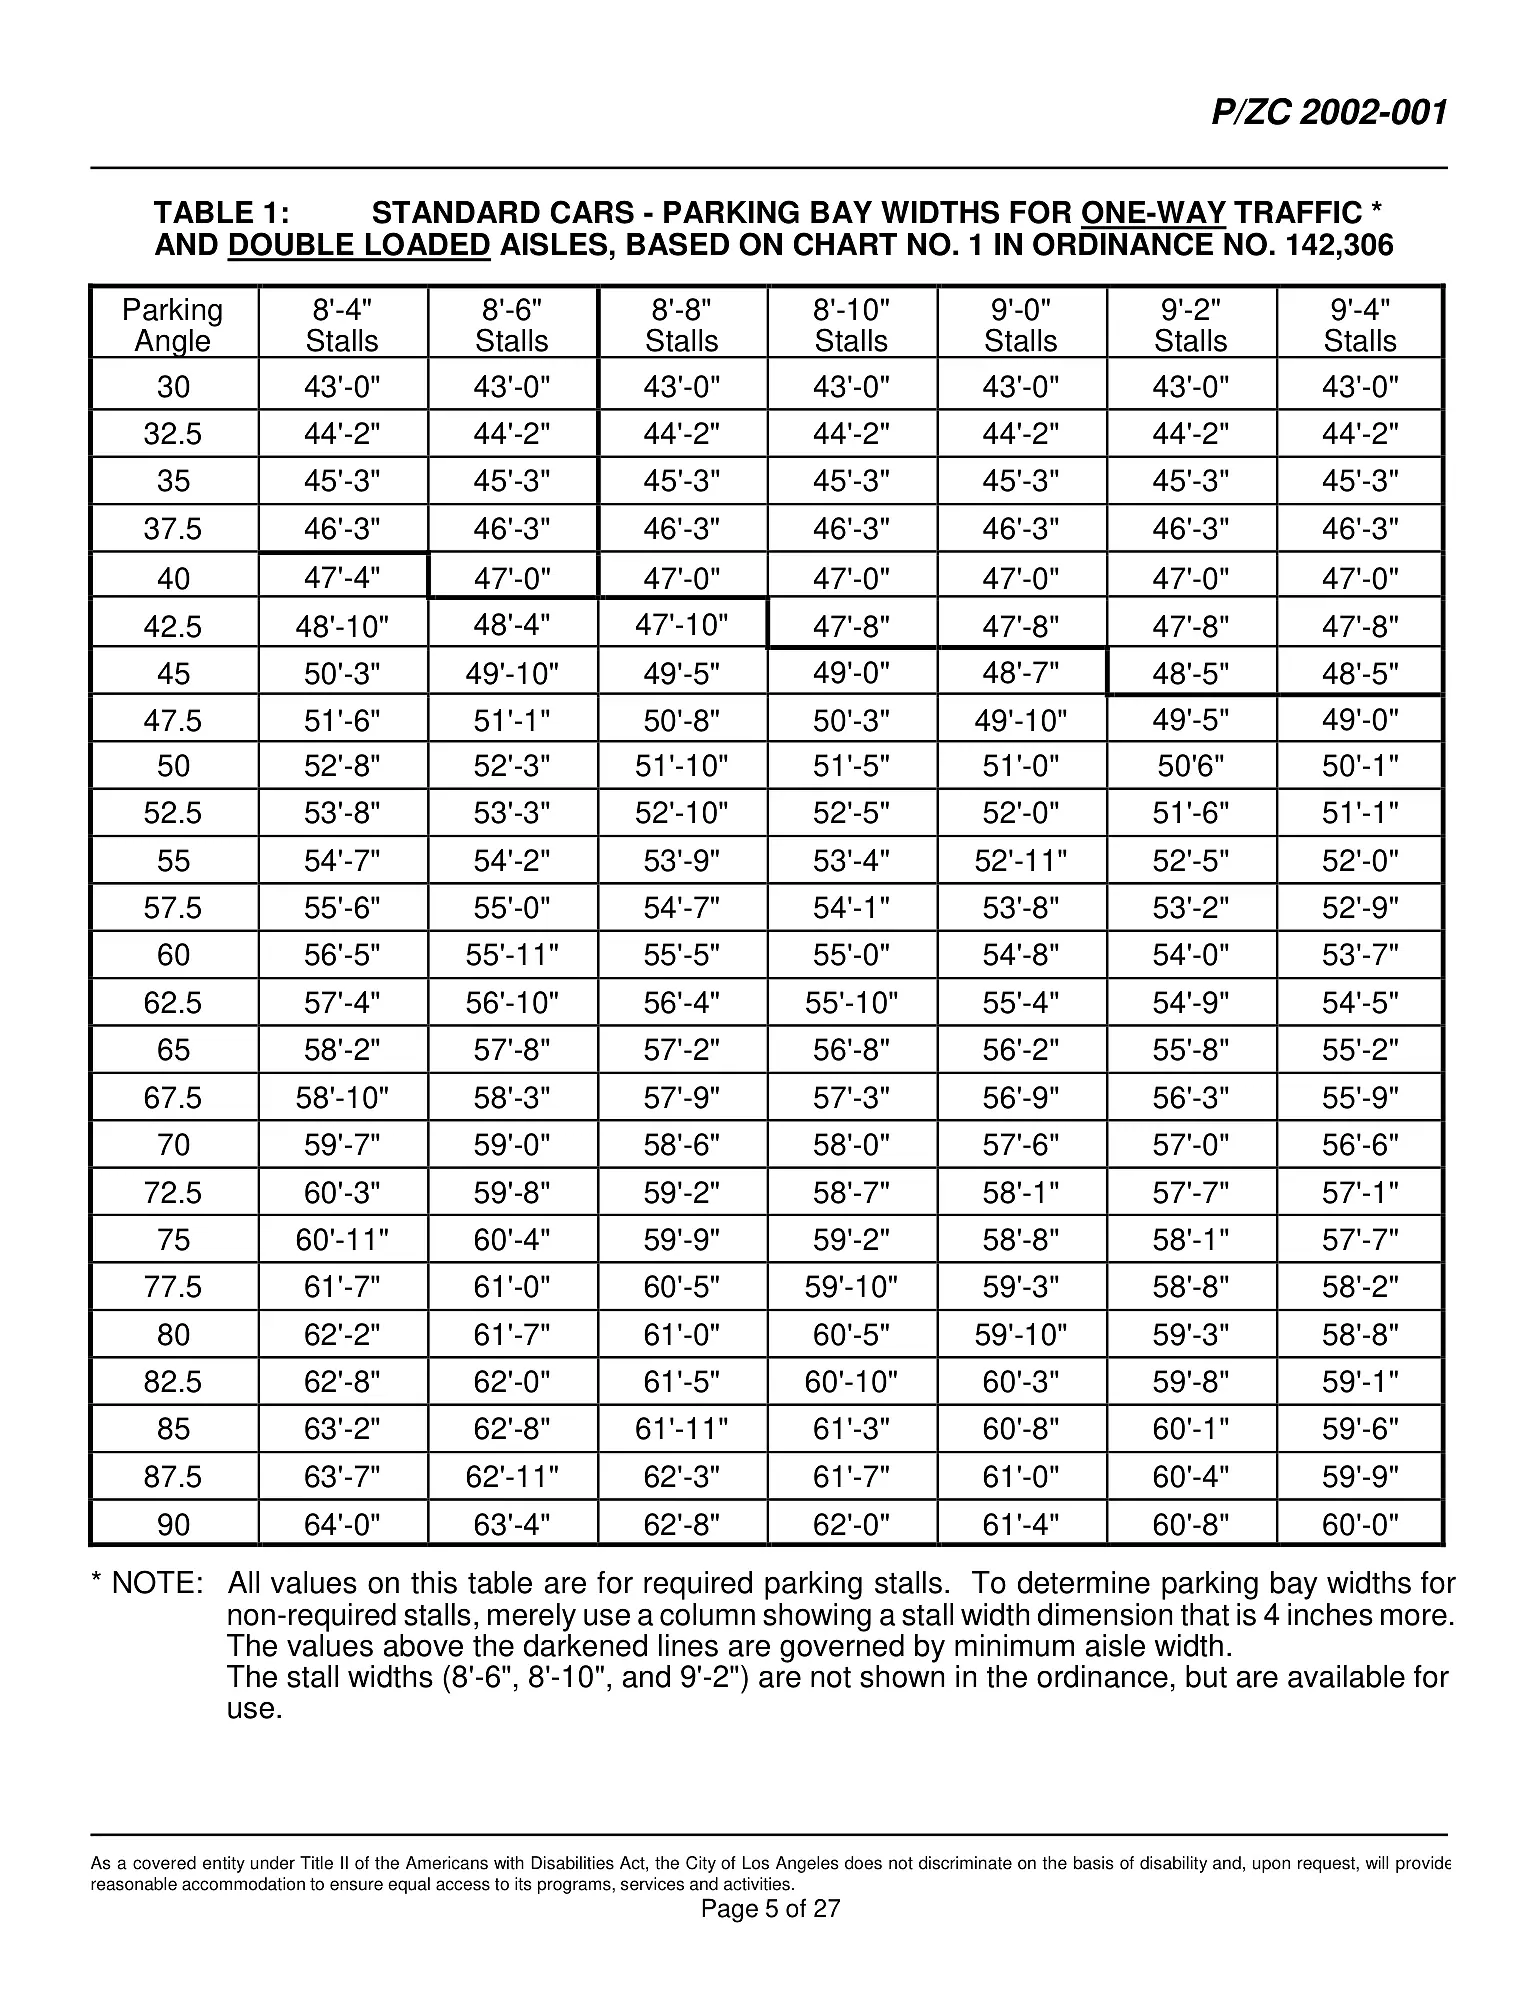 P/ZC 2002-001
TABLE 1: STANDARD CARS - PARKING BAY WIDTHS FOR ONE-WAY TRAFFIC *
AND DOUBLE LOADED AISLES, BASED ON CHART NO. 1 IN ORDINANCE NO. 142,306
Parking Angle 8'-4" Stalls 8'-6" Stalls 8'-8" Stalls 8'-10" Stalls 9'-0" Stalls 9'-2" Stalls 9'-4" Stalls
30 43'-0" 43'-0" 43'-0" 43'-0" 43'-0" 43'-0" 43'-0"
32.5 44'-2" 44'-2" 44'-2" 44'-2" 44'-2" 44'-2" 44'-2"
35 45'-3" 45'-3" 45'-3" 45'-3" 45'-3" 45'-3" 45'-3"
37.5 46'-3" 46'-3" 46'-3" 46'-3" 46'-3" 46'-3" 46'-3"
40 47'-4" 47'-0" 47'-0" 47'-0" 47'-0" 47'-0" 47'-0"
42.5 48'-10" 48'-4" 47'-10" 47'-8" 47'-8" 47'-8" 47'-8"
45 50'-3" 49'-10" 49'-5" 49'-0" 48'-7" 48'-5" 48'-5"
47.5 51'-6" 51'-1" 50'-8" 50'-3" 49'-10" 49'-5" 49'-0"
50 52'-8" 52'-3" 51'-10" 51'-5" 51'-0" 50'6" 50'-1"
52.5 53'-8" 53'-3" 52'-10" 52'-5" 52'-0" 51'-6" 51'-1"
55 54'-7" 54'-2" 53'-9" 53'-4" 52'-11" 52'-5" 52'-0"
57.5 55'-6" 55'-0" 54'-7" 54'-1" 53'-8" 53'-2" 52'-9"
60 56'-5" 55'-11" 55'-5" 55'-0" 54'-8" 54'-0" 53'-7"
62.5 57'-4" 56'-10" 56'-4" 55'-10" 55'-4" 54'-9" 54'-5"
65 58'-2" 57'-8" 57'-2" 56'-8" 56'-2" 55'-8" 55'-2"
67.5 58'-10" 58'-3" 57'-9" 57'-3" 56'-9" 56'-3" 55'-9"
70 59'-7" 59'-0" 58'-6" 58'-0" 57'-6" 57'-0" 56'-6"
72.5 60'-3" 59'-8" 59'-2" 58'-7" 58'-1" 57'-7" 57'-1"
75 60'-11" 60'-4" 59'-9" 59'-2" 58'-8" 58'-1" 57'-7"
77.5 61'-7" 61'-0" 60'-5" 59'-10" 59'-3" 58'-8" 58'-2"
80 62'-2" 61'-7" 61'-0" 60'-5" 59'-10" 59'-3" 58'-8"
82.5 62'-8" 62'-0" 61'-5" 60'-10" 60'-3" 59'-8" 59'-1"
85 63'-2" 62'-8" 61'-11" 61'-3" 60'-8" 60'-1" 59'-6"
87.5 63'-7" 62'-11" 62'-3" 61'-7" 61'-0" 60'-4" 59'-9"
90 64'-0" 63'-4" 62'-8" 62'-0" 61'-4" 60'-8" 60'-0"
* NOTE: All values on this table are for required parking stalls. To determine parking bay widths for
non-required stalls, merely use a column showing a stall width dimension that is 4 inches more.
The values above the darkened lines are governed by minimum aisle width.
The stall widths (8'-6", 8'-10", and 9'-2") are not shown in the ordinance, but are available for
use.
As a covered entity under Title II of the Americans with Disabilities Act, the City of Los Angeles does not discriminate on the basis of disability and, upon request, will provide
reasonable accommodation to ensure equal access to its programs, services and activities.
Page 5 of 27